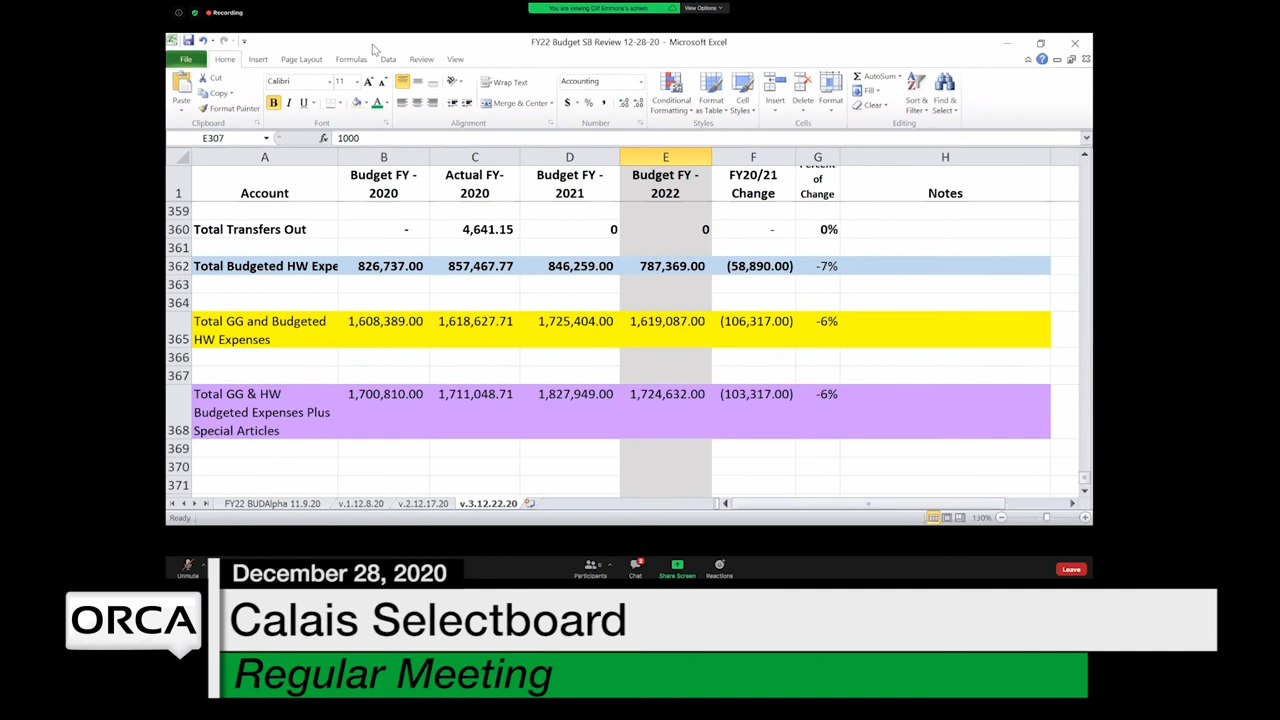 Recording
You are viewing Clif Emmons's screen
View Options
FY22 Budget SB Review 12-28-20 - Microsoft Excel
File Home Insert Page Layout Formulas Data Review View
Paste
Cut
Copy
Format Painter
Clipboard
Calibri 11
B I U
Font
Wrap Text
Merge & Center
Alignment
Accounting
$ % ,
Number
Conditional Formatting
Format as Table
Cell Styles
Styles
Insert Delete Format
Cells
AutoSum
Fill
Clear
Sort & Filter
Find & Select
Editing
E307 fx 1000
A B C D E F G H
1 Account Budget FY - 2020 Actual FY- 2020 Budget FY - 2021 Budget FY - 2022 FY20/21 Change Percent of Change Notes
359
360 Total Transfers Out - 4,641.15 0 0 - 0%
361
362 Total Budgeted HW Expe 826,737.00 857,467.77 846,259.00 787,369.00 (58,890.00) -7%
363
364
365 Total GG and Budgeted HW Expenses 1,608,389.00 1,618,627.71 1,725,404.00 1,619,087.00 (106,317.00) -6%
366
367
368 Total GG & HW Budgeted Expenses Plus Special Articles 1,700,810.00 1,711,048.71 1,827,949.00 1,724,632.00 (103,317.00) -6%
369
370
371
FY22 BUDAlpha 11.9.20 v.1.12.8.20 v.2.12.17.20 v.3.12.22.20
Ready 130%
Unmute Participants 6 Chat Share Screen Reactions Leave
December 28, 2020
ORCA
Calais Selectboard
Regular Meeting